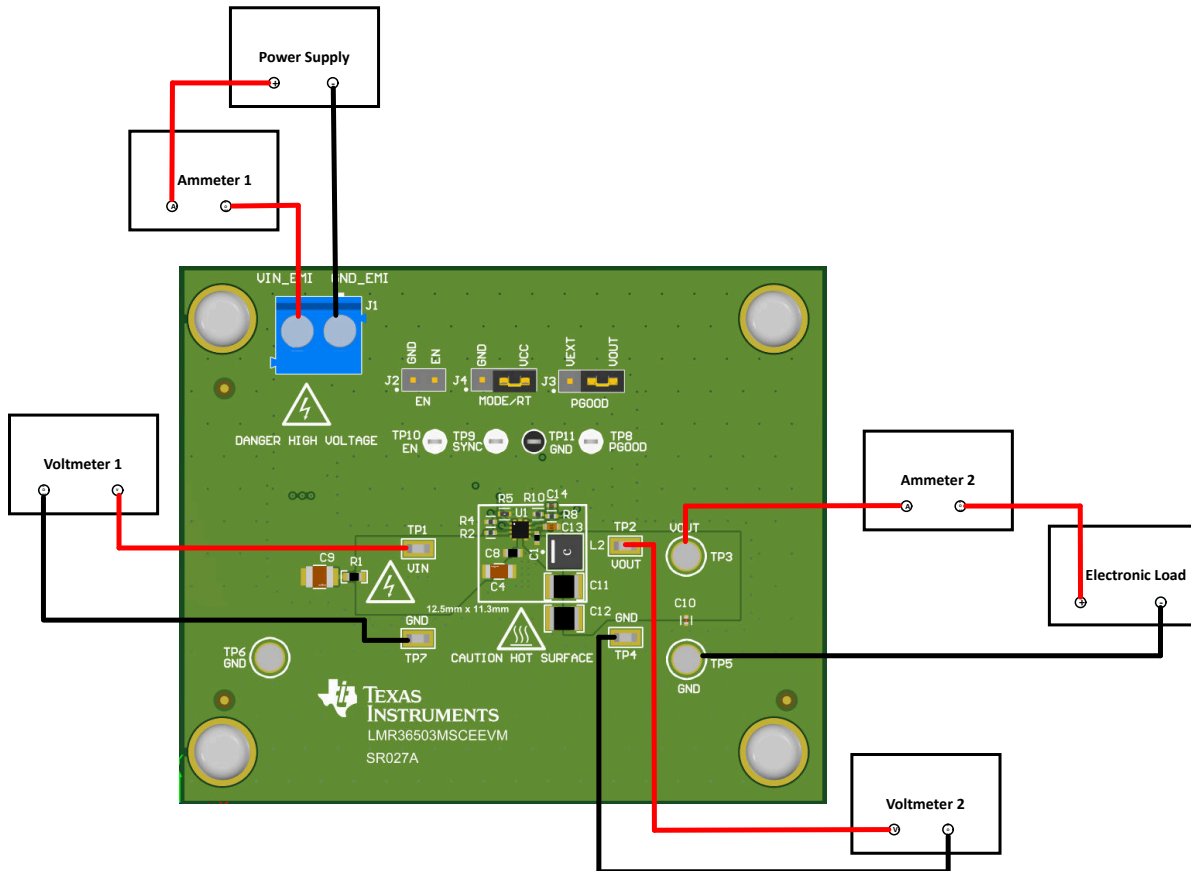 Power Supply
+ -
Ammeter 1
A
VIN_EMI GND_EMI
J1
GND EN GND VCC VEXT VOUT
J2 J4 J3
EN MODE/RT PGOOD
DANGER HIGH VOLTAGE
TP10 EN TP9 SYNC TP11 GND TP8 PGOOD
Voltmeter 1
Ammeter 2
A
R5 R10 C14
U1
R4 R8
R2 C13
TP1 TP2 VOUT
C1 L2 TP3
VIN C8 C VOUT
C9 R1
Electronic Load
C4 C11
+ -
12.5mm x 11.3mm
C12 C10
GND GND
TP7 CAUTION HOT SURFACE TP4
TP6 GND TP5
GND
TEXAS INSTRUMENTS
LMR36503MSCEEVM
SR027A
Voltmeter 2
V